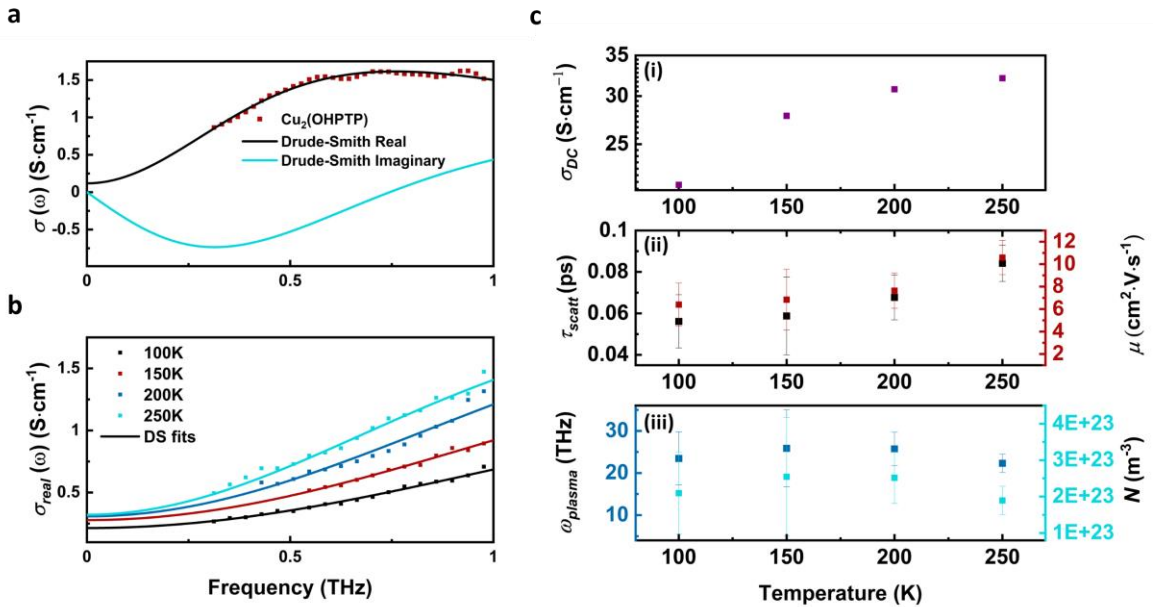 a
1.5
1
0.5
0
-0.5
σ (ω) (S·cm⁻¹)
Cu₂(OHPTP)
Drude-Smith Real
Drude-Smith Imaginary
0 0.5 1
b
1.5
1
0.5
σreal (ω) (S·cm⁻¹)
100K
150K
200K
250K
DS fits
0 0.5 1
Frequency (THz)
c
(i)
35
30
25
σDC (S·cm⁻¹)
100 150 200 250
(ii)
0.1
0.08
0.06
0.04
τscatt (ps)
12
10
8
6
4
2
μ (cm²·V·s⁻¹)
100 150 200 250
(iii)
30
25
20
15
10
ωplasma (THz)
4E+23
3E+23
2E+23
1E+23
N (m⁻³)
100 150 200 250
Temperature (K)